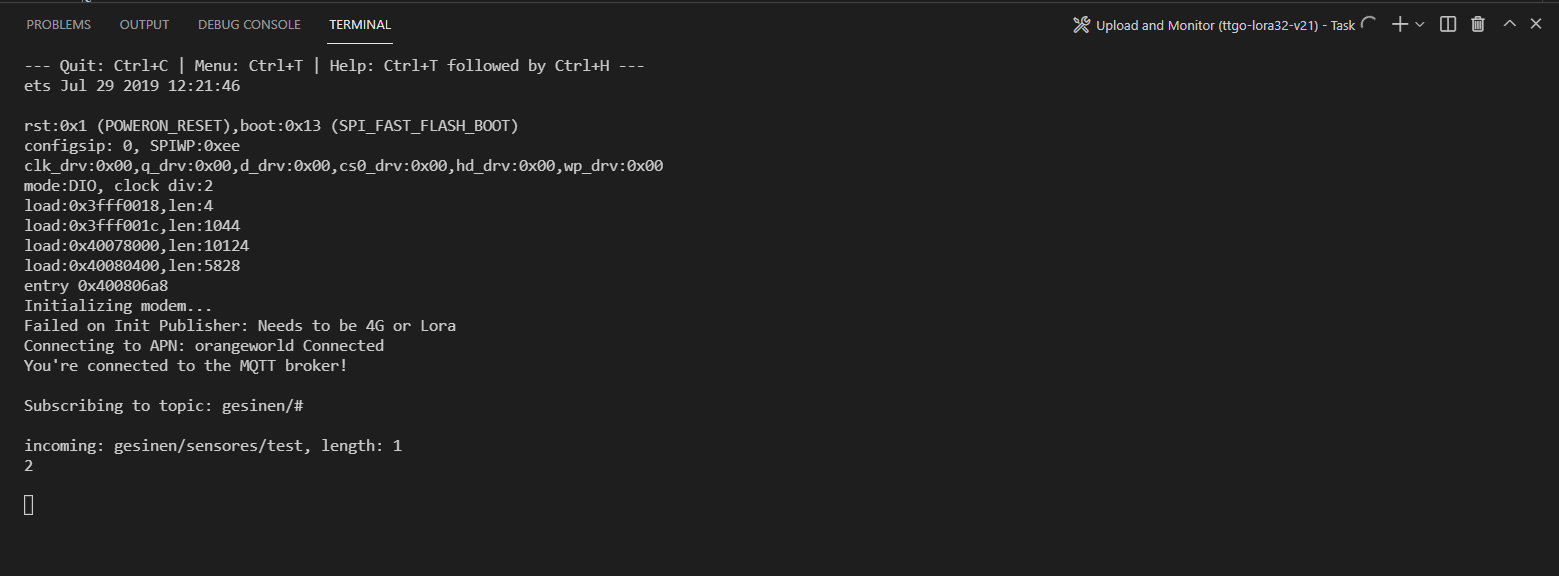 PROBLEMS OUTPUT DEBUG CONSOLE TERMINAL Upload and Monitor (ttgo-lora32-v21) - Task
--- Quit: Ctrl+C | Menu: Ctrl+T | Help: Ctrl+T followed by Ctrl+H ---
ets Jul 29 2019 12:21:46
rst:0x1 (POWERON_RESET),boot:0x13 (SPI_FAST_FLASH_BOOT)
configsip: 0, SPIWP:0xee
clk_drv:0x00,q_drv:0x00,d_drv:0x00,cs0_drv:0x00,hd_drv:0x00,wp_drv:0x00
mode:DIO, clock div:2
load:0x3fff0018,len:4
load:0x3fff001c,len:1044
load:0x40078000,len:10124
load:0x40080400,len:5828
entry 0x400806a8
Initializing modem...
Failed on Init Publisher: Needs to be 4G or Lora
Connecting to APN: orangeworld Connected
You're connected to the MQTT broker!
Subscribing to topic: gesinen/#
incoming: gesinen/sensores/test, length: 1
2